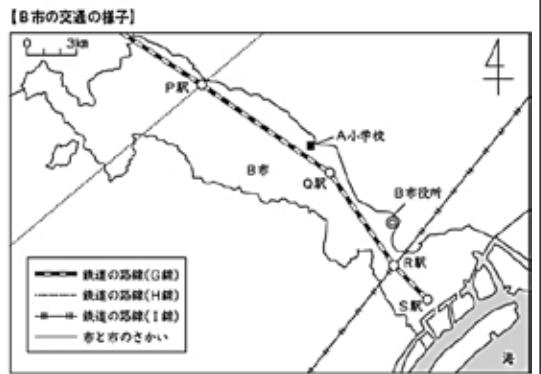 【B市の交通の様子】
0 3km
P駅
A小学校
Q駅
B市
B市役所
R駅
S駅
鉄道の路線(G線)
鉄道の路線(H線)
鉄道の路線(I線)
市と市のさかい
港